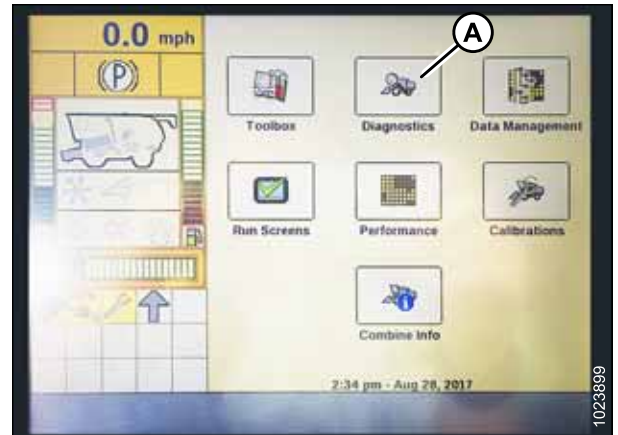 0.0 mph
(P)
A
Toolbox Diagnostics Data Management
Run Screens Performance Calibrations
Combine Info
2:34 pm - Aug 28, 2017
1023899